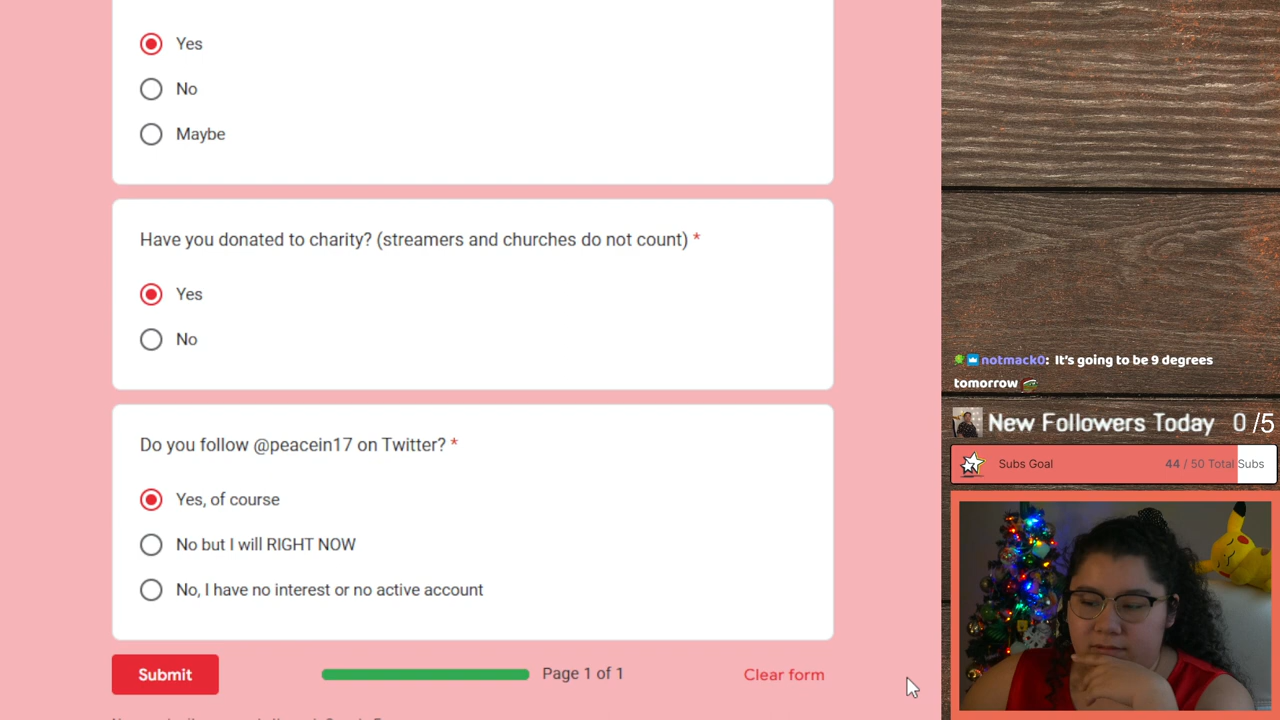 Yes
No
Maybe
Have you donated to charity? (streamers and churches do not count) *
Yes
No
Do you follow @peacein17 on Twitter? *
Yes, of course
No but I will RIGHT NOW
No, I have no interest or no active account
Submit
Page 1 of 1
Clear form
notmack0: It's going to be 9 degrees
tomorrow
New Followers Today 0 /5
Subs Goal 44 / 50 Total Subs